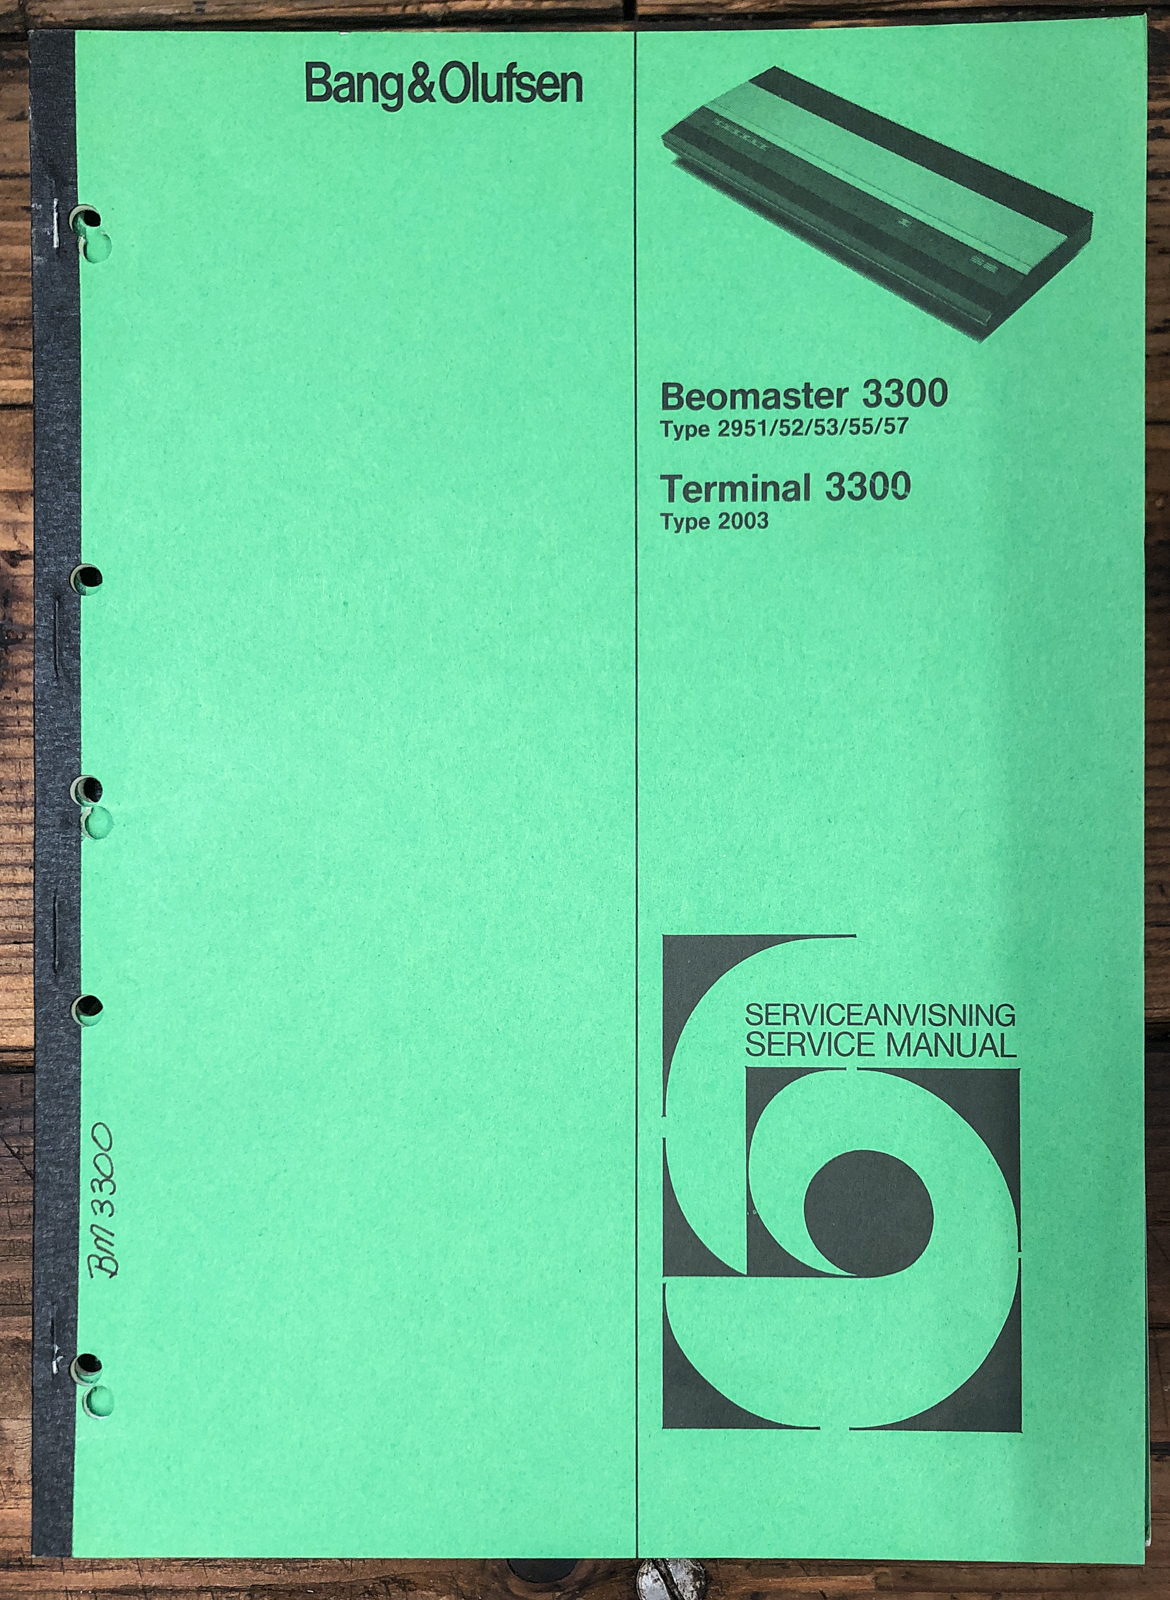 Bang&Olufsen
Beomaster 3300
Type 2951/52/53/55/57
Terminal 3300
Type 2003
SERVICEANVISNING
SERVICE MANUAL
BM 3300